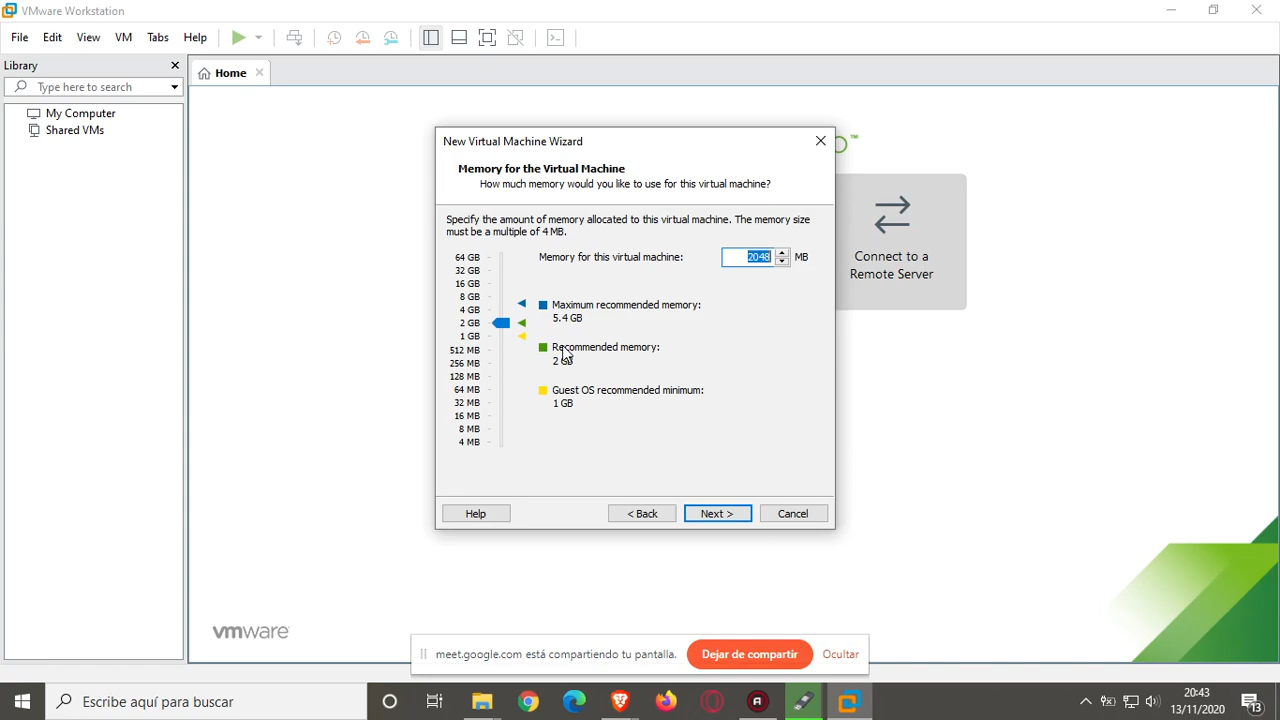 VMware Workstation
File Edit View VM Tabs Help
Library
Home
Type here to search
My Computer
Shared VMs
New Virtual Machine Wizard
™
Memory for the Virtual Machine
How much memory would you like to use for this virtual machine?
Specify the amount of memory allocated to this virtual machine. The memory size
must be a multiple of 4 MB.
Memory for this virtual machine: 2048 MB
64 GB
32 GB
16 GB
8 GB
4 GB
2 GB
1 GB
512 MB
256 MB
128 MB
64 MB
32 MB
16 MB
8 MB
4 MB
Maximum recommended memory:
5.4 GB
Recommended memory:
2 GB
Guest OS recommended minimum:
1 GB
Connect to a
Remote Server
Help < Back Next > Cancel
vmware
meet.google.com está compartiendo tu pantalla. Dejar de compartir Ocultar
Escribe aquí para buscar
20:43
13/11/2020
13